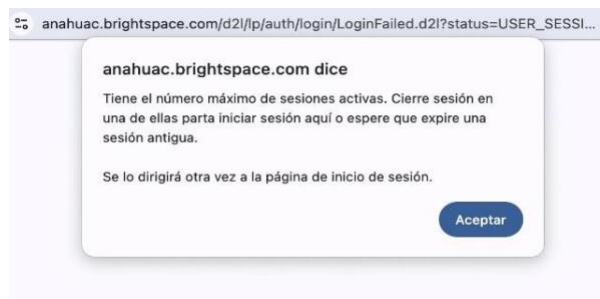 anahuac.brightspace.com/d2l/lp/auth/login/LoginFailed.d2l?status=USER_SESSI...
anahuac.brightspace.com dice
Tiene el número máximo de sesiones activas. Cierre sesión en
una de ellas parta iniciar sesión aquí o espere que expire una
sesión antigua.
Se lo dirigirá otra vez a la página de inicio de sesión.
Aceptar